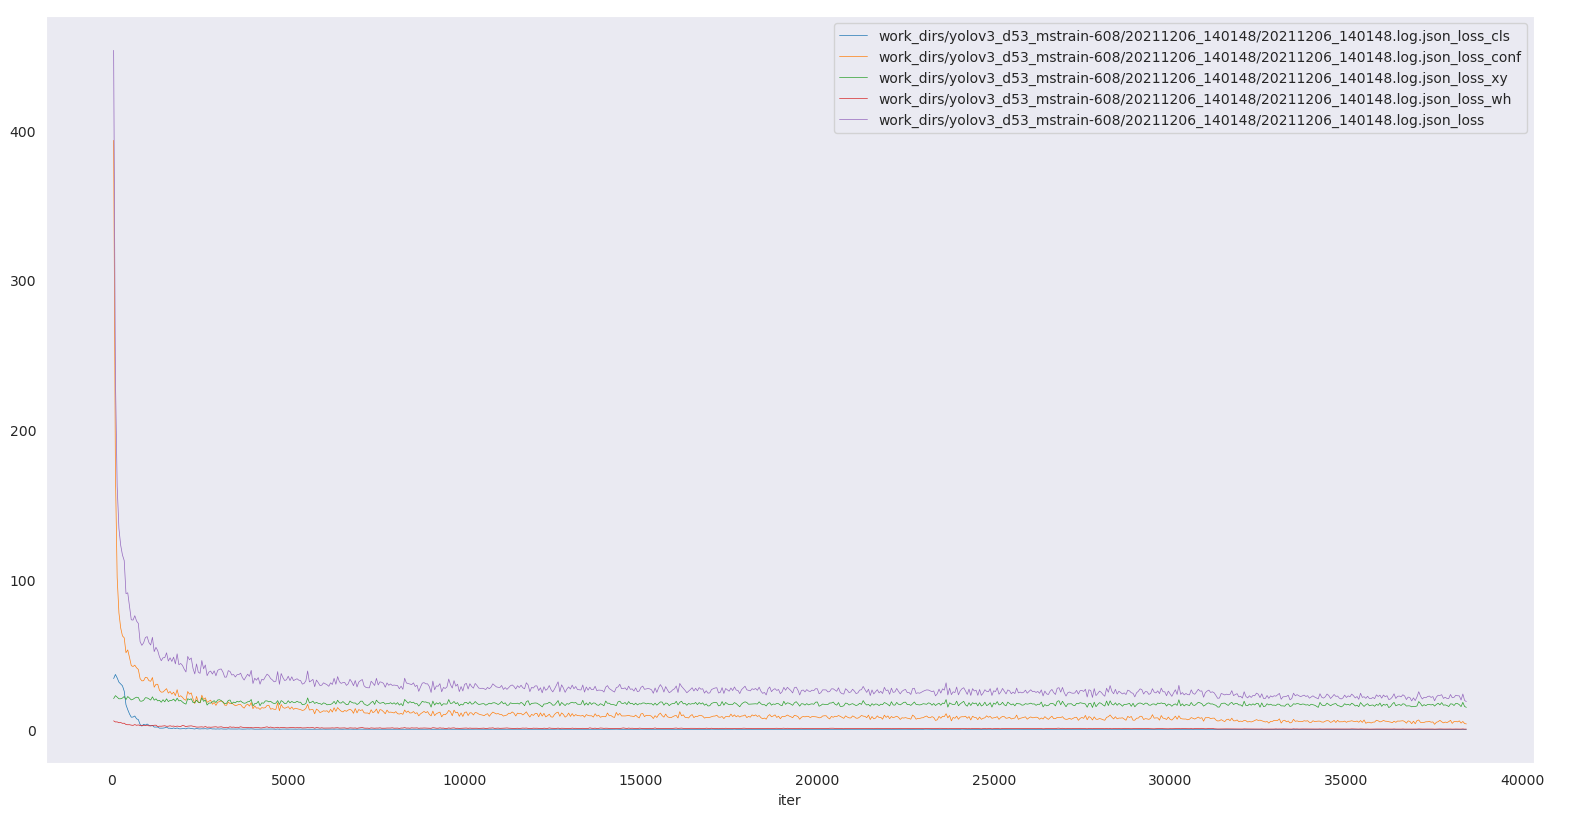 work_dirs/yolov3_d53_mstrain-608/20211206_140148/20211206_140148.log.json_loss_cls
work_dirs/yolov3_d53_mstrain-608/20211206_140148/20211206_140148.log.json_loss_conf
work_dirs/yolov3_d53_mstrain-608/20211206_140148/20211206_140148.log.json_loss_xy
work_dirs/yolov3_d53_mstrain-608/20211206_140148/20211206_140148.log.json_loss_wh
work_dirs/yolov3_d53_mstrain-608/20211206_140148/20211206_140148.log.json_loss
400
300
200
100
0
0 5000 10000 15000 20000 25000 30000 35000 40000
iter